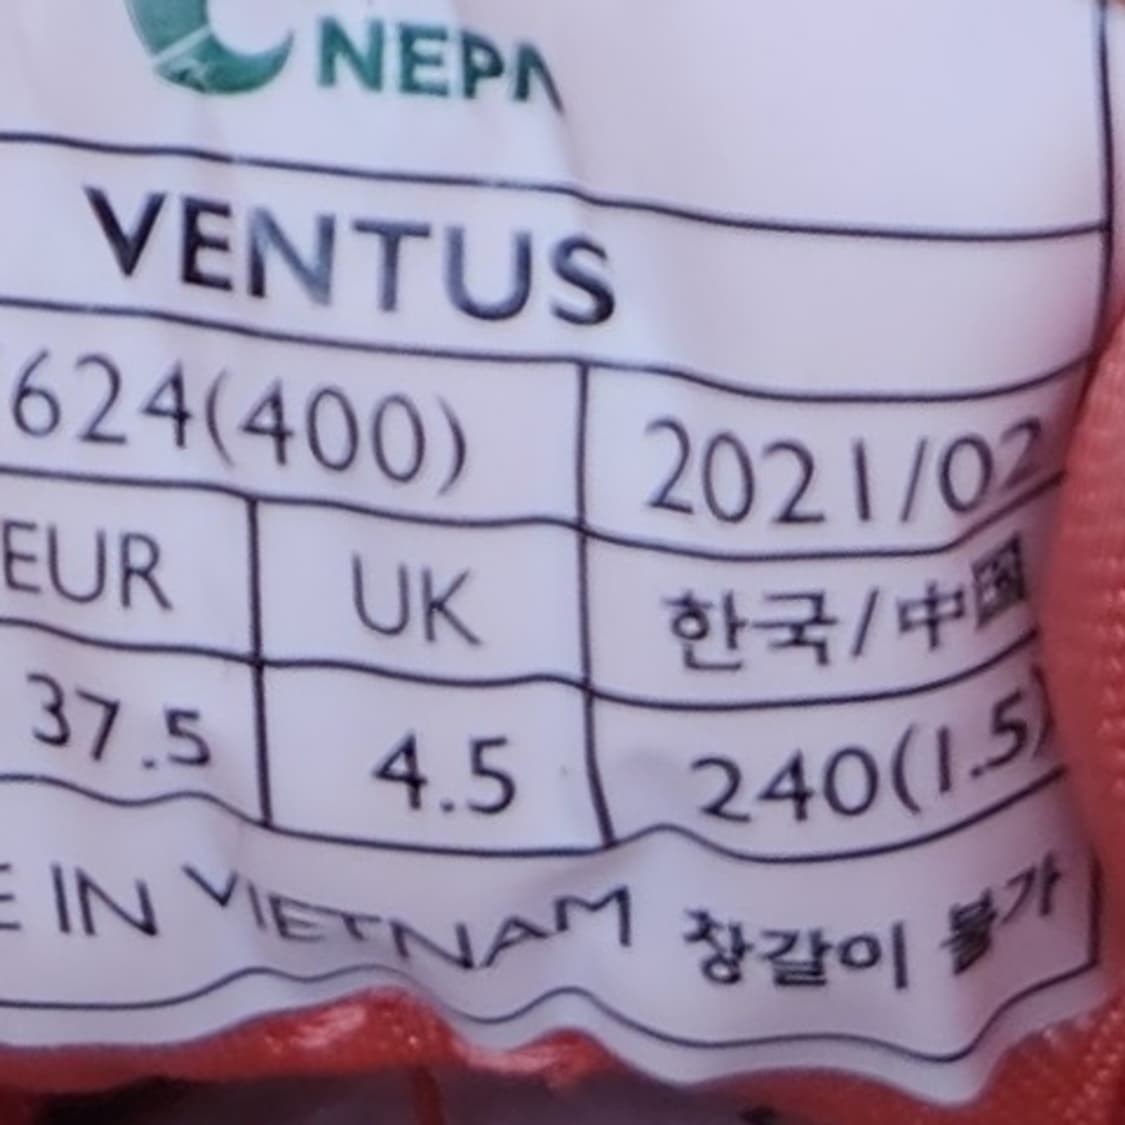 NEPA
VENTUS
624(400) 2021/02
EUR UK 한국/中国
37.5 4.5 240(1.5)
E IN VIETNAM 창갈이 불가